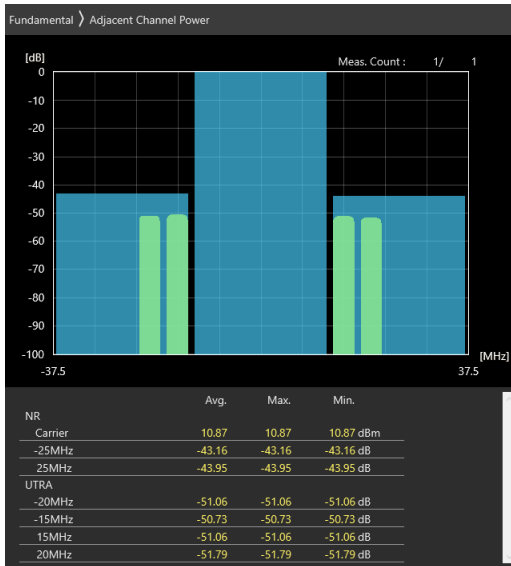 Fundamental 〉 Adjacent Channel Power
[dB]
Meas. Count : 1/ 1
0
-10
-20
-30
-40
-50
-60
-70
-80
-90
-100
[MHz]
-37.5 37.5
Avg. Max. Min.
NR
Carrier 10.87 10.87 10.87 dBm
-25MHz -43.16 -43.16 -43.16 dB
25MHz -43.95 -43.95 -43.95 dB
UTRA
-20MHz -51.06 -51.06 -51.06 dB
-15MHz -50.73 -50.73 -50.73 dB
15MHz -51.06 -51.06 -51.06 dB
20MHz -51.79 -51.79 -51.79 dB